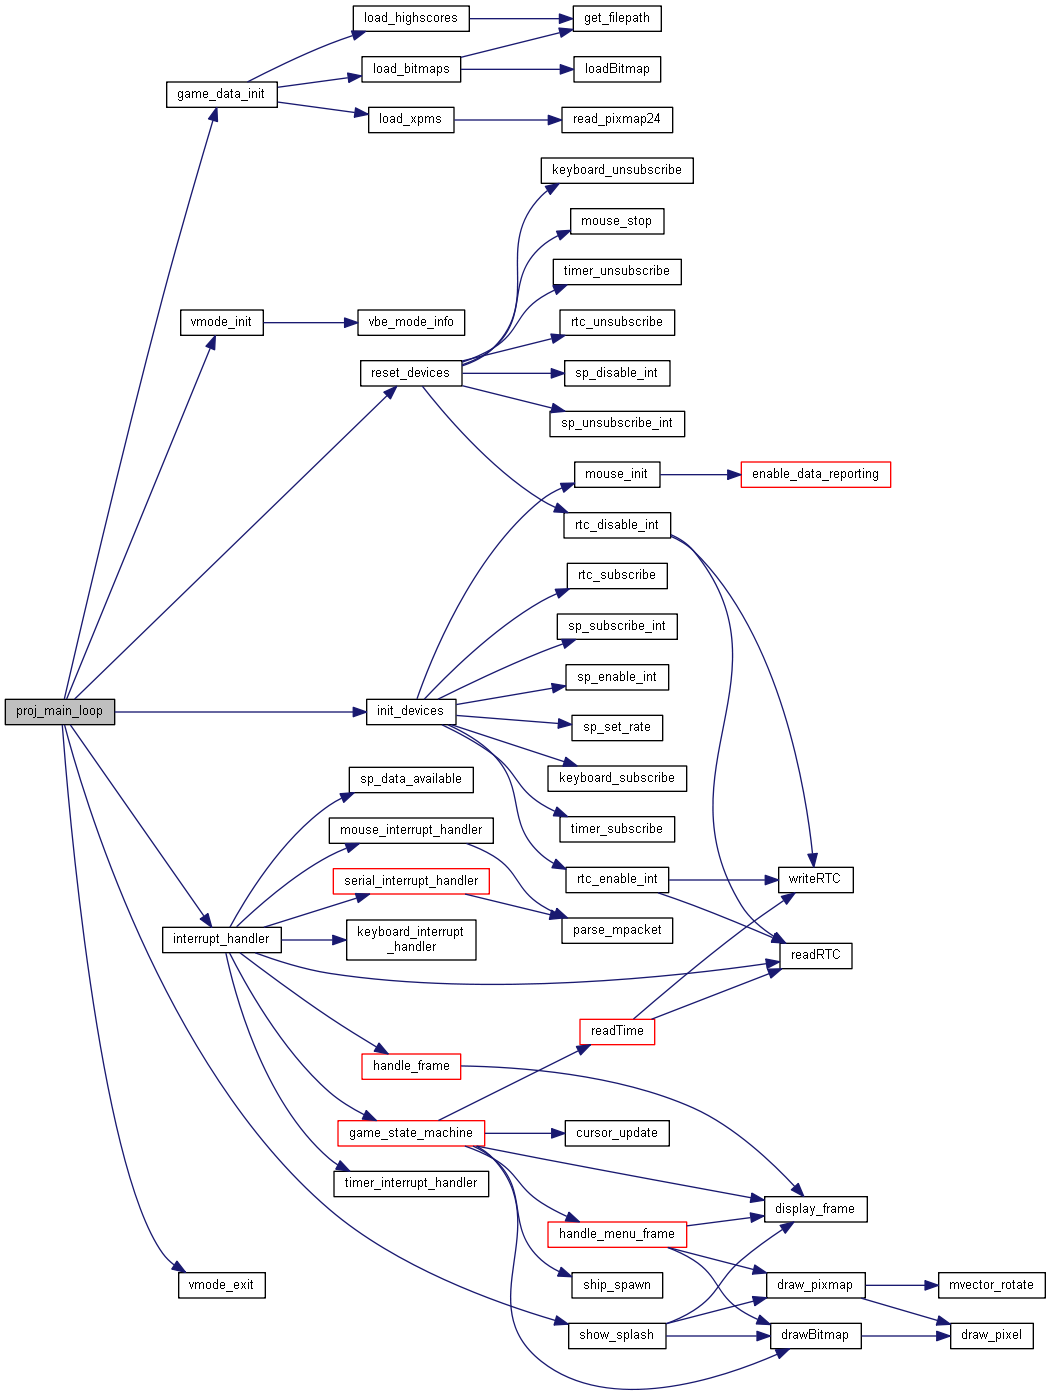 load_highscores
get_filepath
load_bitmaps
loadBitmap
game_data_init
load_xpms
read_pixmap24
keyboard_unsubscribe
mouse_stop
timer_unsubscribe
vmode_init
vbe_mode_info
rtc_unsubscribe
reset_devices
sp_disable_int
sp_unsubscribe_int
mouse_init
enable_data_reporting
rtc_disable_int
rtc_subscribe
sp_subscribe_int
sp_enable_int
proj_main_loop
init_devices
sp_set_rate
sp_data_available
keyboard_subscribe
mouse_interrupt_handler
timer_subscribe
serial_interrupt_handler
rtc_enable_int
writeRTC
keyboard_interrupt
_handler
parse_mpacket
interrupt_handler
readRTC
readTime
handle_frame
game_state_machine
cursor_update
timer_interrupt_handler
display_frame
handle_menu_frame
vmode_exit
ship_spawn
draw_pixmap
mvector_rotate
show_splash
drawBitmap
draw_pixel